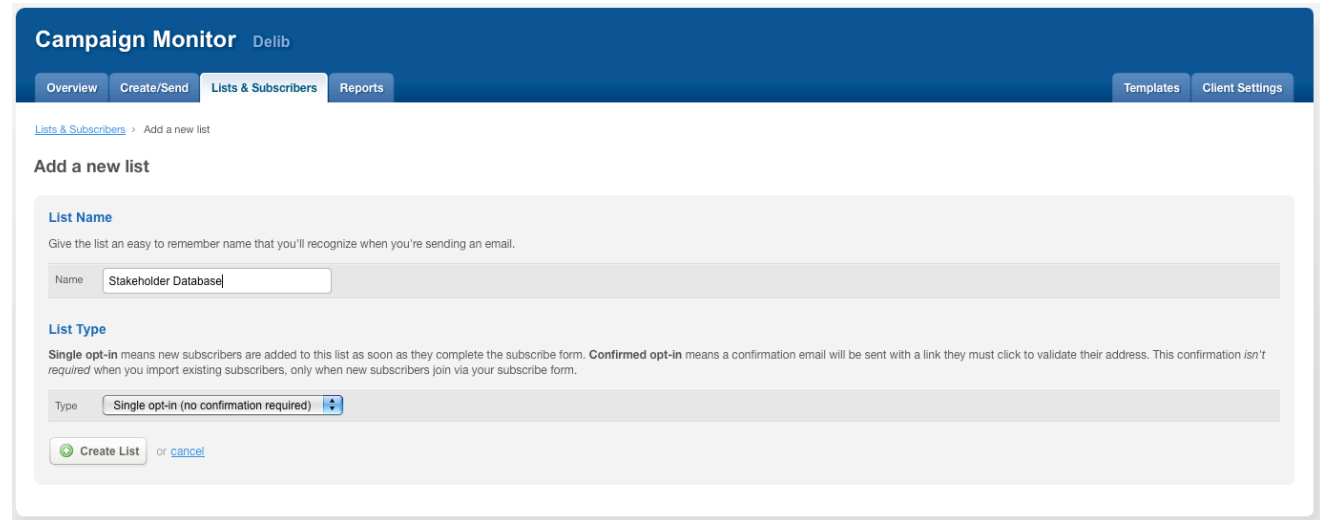 Campaign Monitor Delib
Overview Create/Send Lists & Subscribers Reports Templates Client Settings
Lists & Subscribers > Add a new list
Add a new list
List Name
Give the list an easy to remember name that you'll recognize when you're sending an email.
Name Stakeholder Database
List Type
Single opt-in means new subscribers are added to this list as soon as they complete the subscribe form. Confirmed opt-in means a confirmation email will be sent with a link they must click to validate their address. This confirmation isn't
required when you import existing subscribers, only when new subscribers join via your subscribe form.
Type Single opt-in (no confirmation required)
Create List or cancel